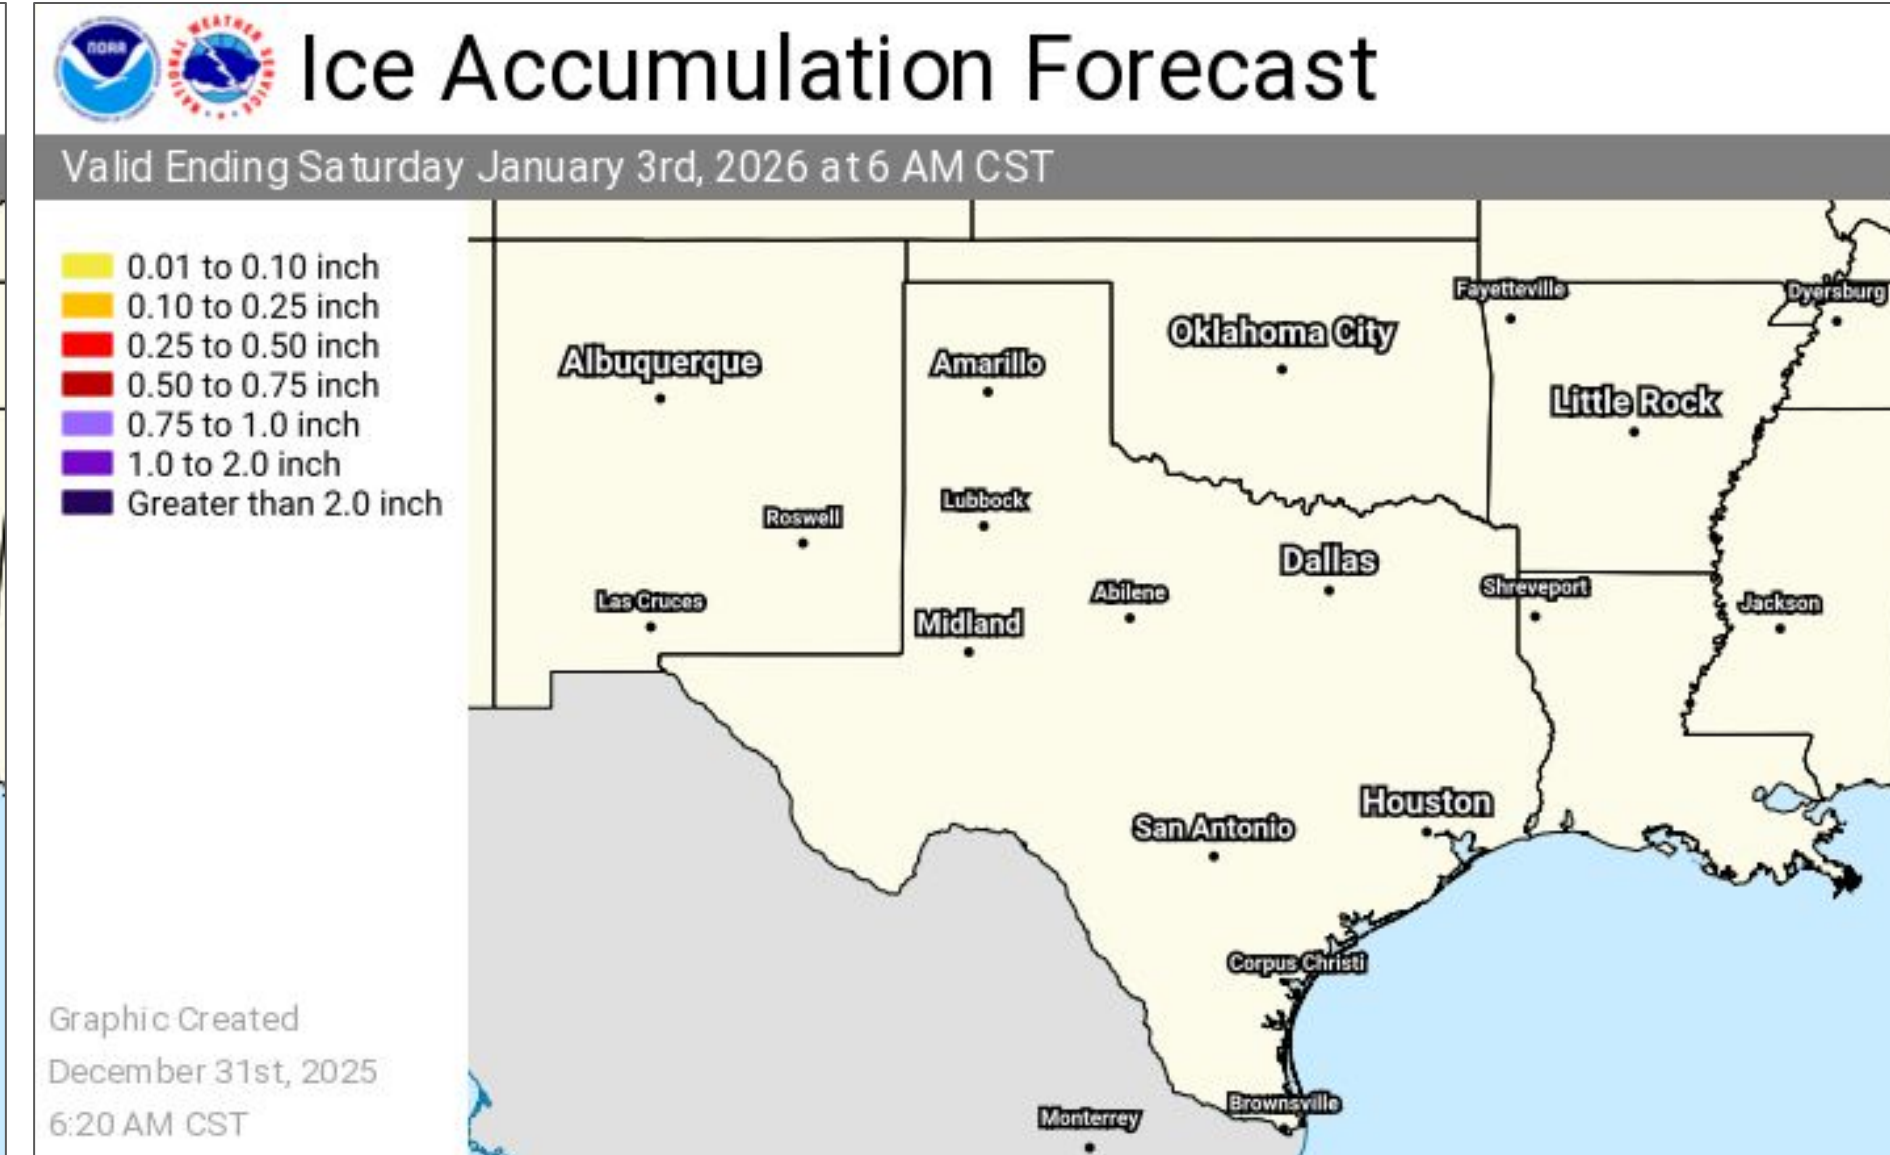 NOAA
NATIONAL WEATHER SERVICE
Ice Accumulation Forecast
Valid Ending Saturday January 3rd, 2026 at 6 AM CST
0.01 to 0.10 inch
0.10 to 0.25 inch
0.25 to 0.50 inch
0.50 to 0.75 inch
0.75 to 1.0 inch
1.0 to 2.0 inch
Greater than 2.0 inch
Fayetteville
Dyersburg
Oklahoma City
Albuquerque
Amarillo
Little Rock
Lubbock
Roswell
Dallas
Shreveport
Abilene
Las Cruces
Jackson
Midland
Houston
San Antonio
Corpus Christi
Brownsville
Monterrey
Graphic Created
December 31st, 2025
6:20 AM CST